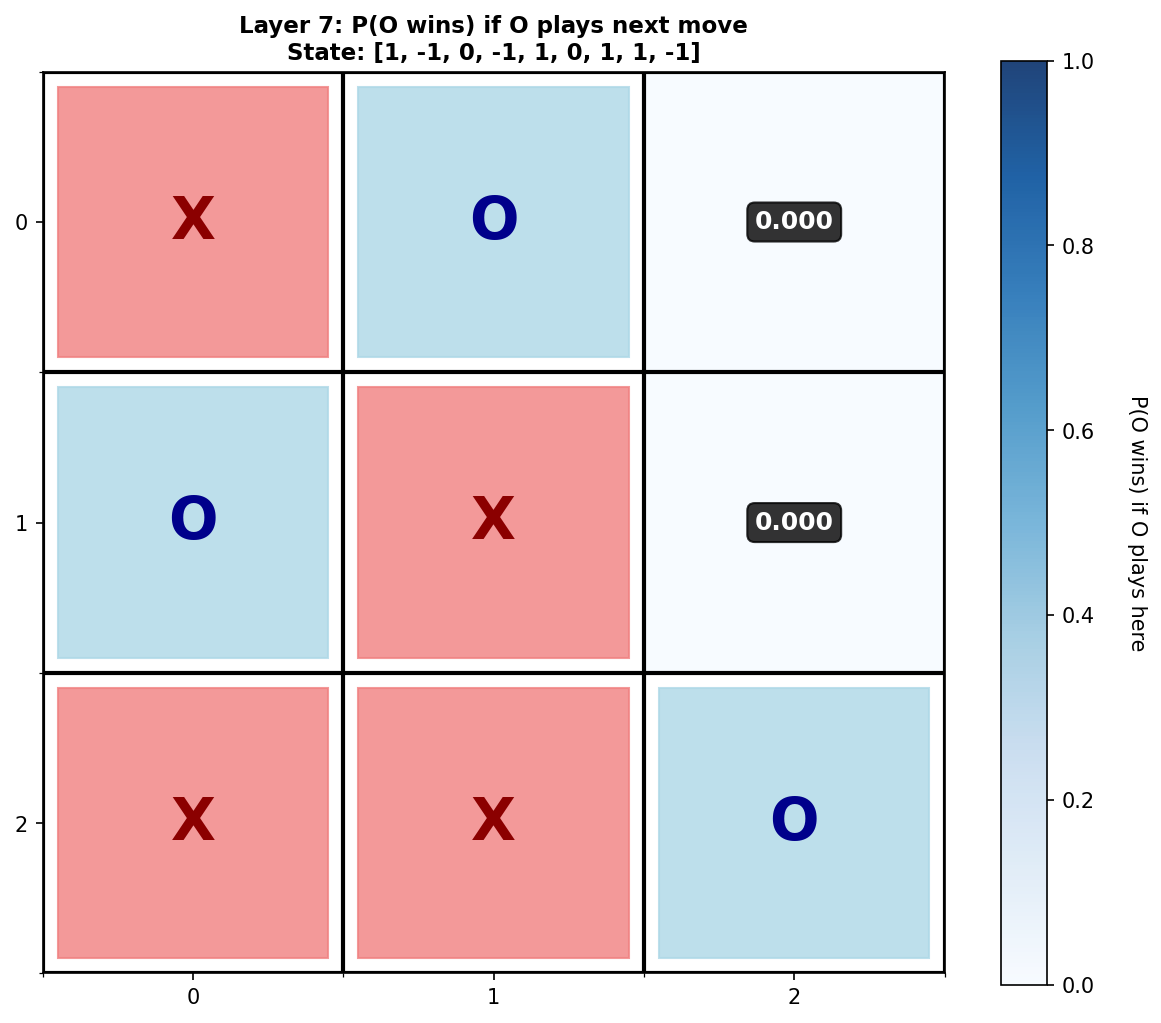 Layer 7: P(O wins) if O plays next move
State: [1, -1, 0, -1, 1, 0, 1, 1, -1]
0
X
O
0.000
1
O
X
0.000
2
X
X
O
0
1
2
1.0
0.8
0.6
0.4
0.2
0.0
P(O wins) if O plays here